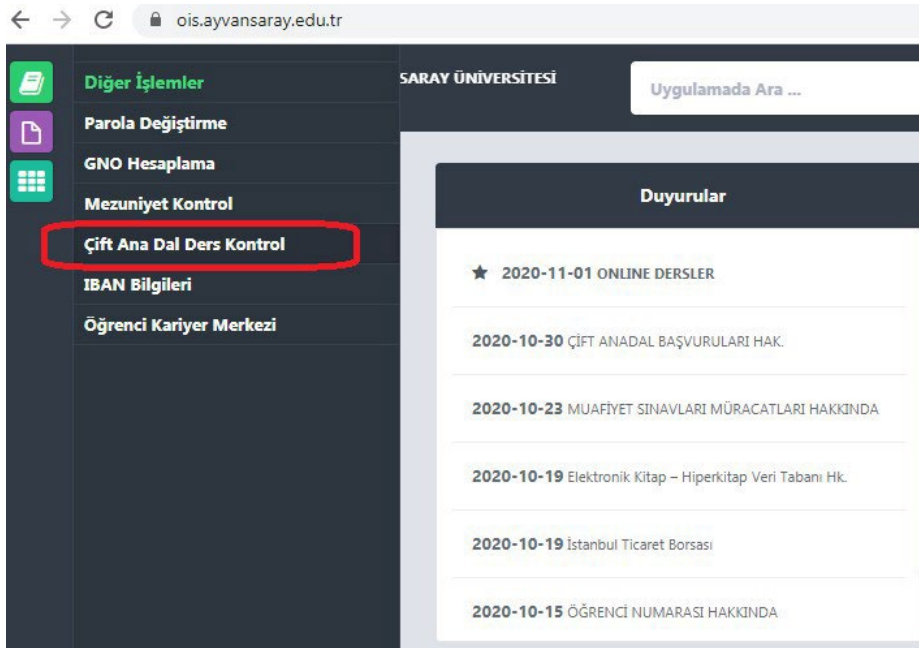 ois.ayvansaray.edu.tr
Diğer İşlemler
Parola Değiştirme
GNO Hesaplama
Mezuniyet Kontrol
Çift Ana Dal Ders Kontrol
IBAN Bilgileri
Öğrenci Kariyer Merkezi
SARAY ÜNİVERSİTESİ
Uygulamada Ara ...
Duyurular
2020-11-01 ONLINE DERSLER
2020-10-30 ÇİFT ANADAL BAŞVURULARI HAK.
2020-10-23 MUAFİYET SINAVLARI MÜRACATLARI HAKKINDA
2020-10-19 Elektronik Kitap – Hiperkitap Veri Tabanı Hk.
2020-10-19 İstanbul Ticaret Borsası
2020-10-15 ÖĞRENCİ NUMARASI HAKKINDA